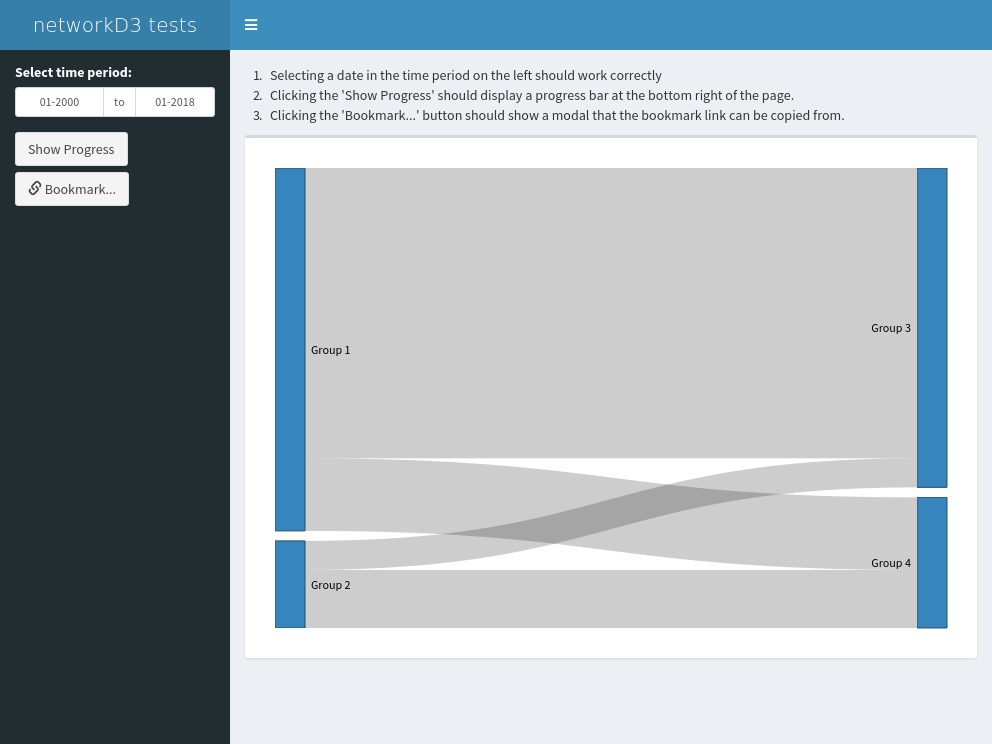 networkD3 tests
Select time period:
01-2000 to 01-2018
Show Progress
Bookmark...
1. Selecting a date in the time period on the left should work correctly
2. Clicking the 'Show Progress' should display a progress bar at the bottom right of the page.
3. Clicking the 'Bookmark...' button should show a modal that the bookmark link can be copied from.
Group 3
Group 1
Group 4
Group 2